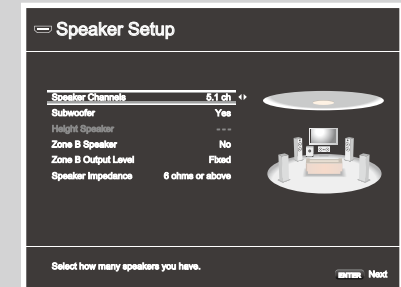 Speaker Setup
Speaker Channels 5.1 ch
Subwoofer Yes
Height Speaker ---
Zone B Speaker No
Zone B Output Level Fixed
Speaker Impedance 6 ohms or above
Select how many speakers you have.
ENTER Next